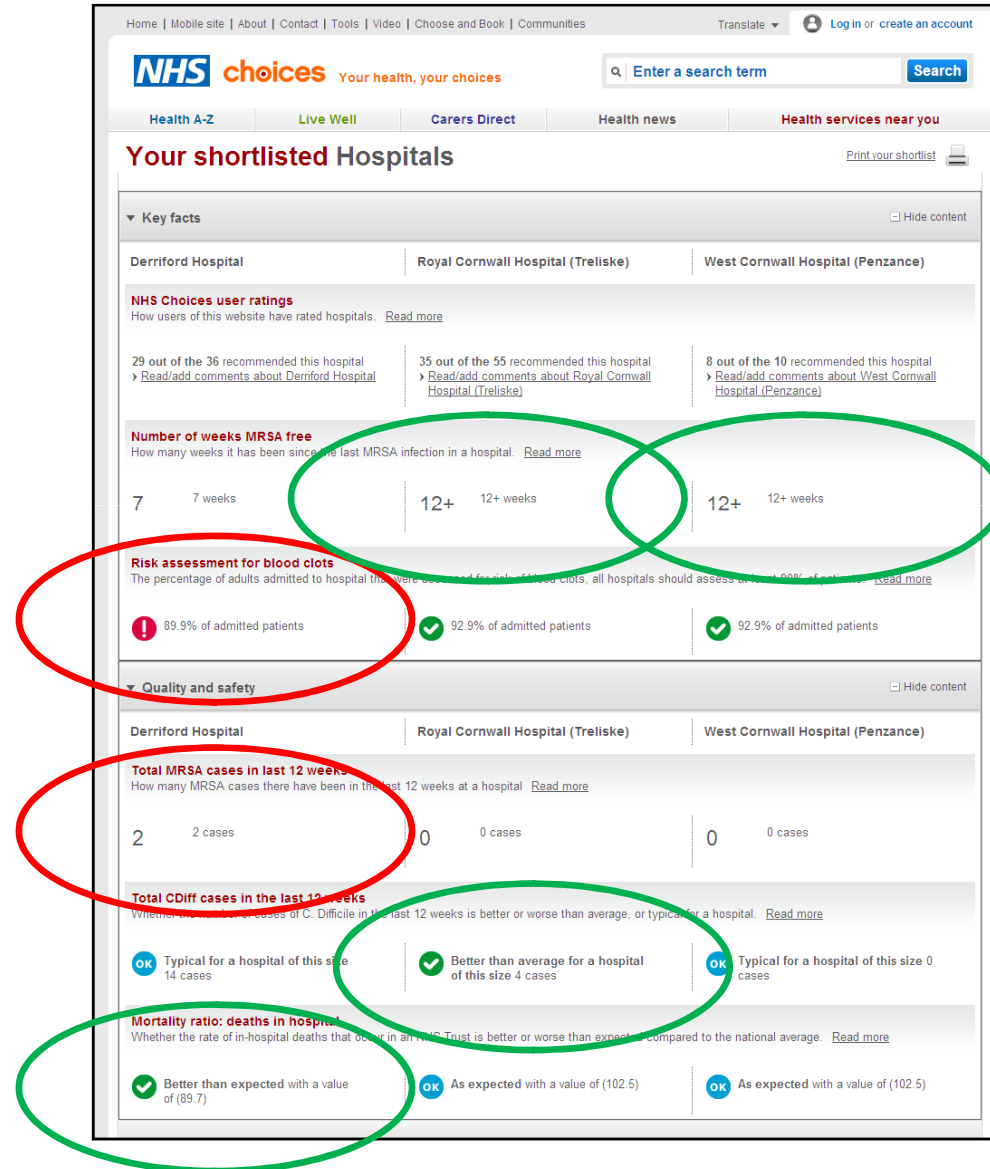 Home | Mobile site | About | Contact | Tools | Video | Choose and Book | Communities
Translate
Log in or create an account
NHS choices Your health, your choices
Enter a search term
Search
Health A-Z
Live Well
Carers Direct
Health news
Health services near you
Your shortlisted Hospitals
Print your shortlist
Key facts
Hide content
Derriford Hospital
Royal Cornwall Hospital (Treliske)
West Cornwall Hospital (Penzance)
NHS Choices user ratings
How users of this website have rated hospitals. Read more
29 out of the 36 recommended this hospital
Read/add comments about Derriford Hospital
35 out of the 55 recommended this hospital
Read/add comments about Royal Cornwall
Hospital (Treliske)
8 out of the 10 recommended this hospital
Read/add comments about West Cornwall
Hospital (Penzance)
Number of weeks MRSA free
How many weeks it has been since the last MRSA infection in a hospital. Read more
7 7 weeks
12+ 12+ weeks
12+ 12+ weeks
Risk assessment for blood clots
The percentage of adults admitted to hospital that were assessed for risk of blood clots, all hospitals should assess at least 90% of patients. Read more
89.9% of admitted patients
92.9% of admitted patients
92.9% of admitted patients
Quality and safety
Hide content
Derriford Hospital
Royal Cornwall Hospital (Treliske)
West Cornwall Hospital (Penzance)
Total MRSA cases in last 12 weeks
How many MRSA cases there have been in the last 12 weeks at a hospital Read more
2 2 cases
0 0 cases
0 0 cases
Total CDiff cases in the last 12 weeks
Whether the number of cases of C. Difficile in the last 12 weeks is better or worse than average, or typical for a hospital. Read more
OK Typical for a hospital of this size
14 cases
Better than average for a hospital
of this size 4 cases
OK Typical for a hospital of this size 0
cases
Mortality ratio: deaths in hospital
Whether the rate of in-hospital deaths that occur in an NHS Trust is better or worse than expected compared to the national average. Read more
Better than expected with a value
of (89.7)
OK As expected with a value of (102.5)
OK As expected with a value of (102.5)